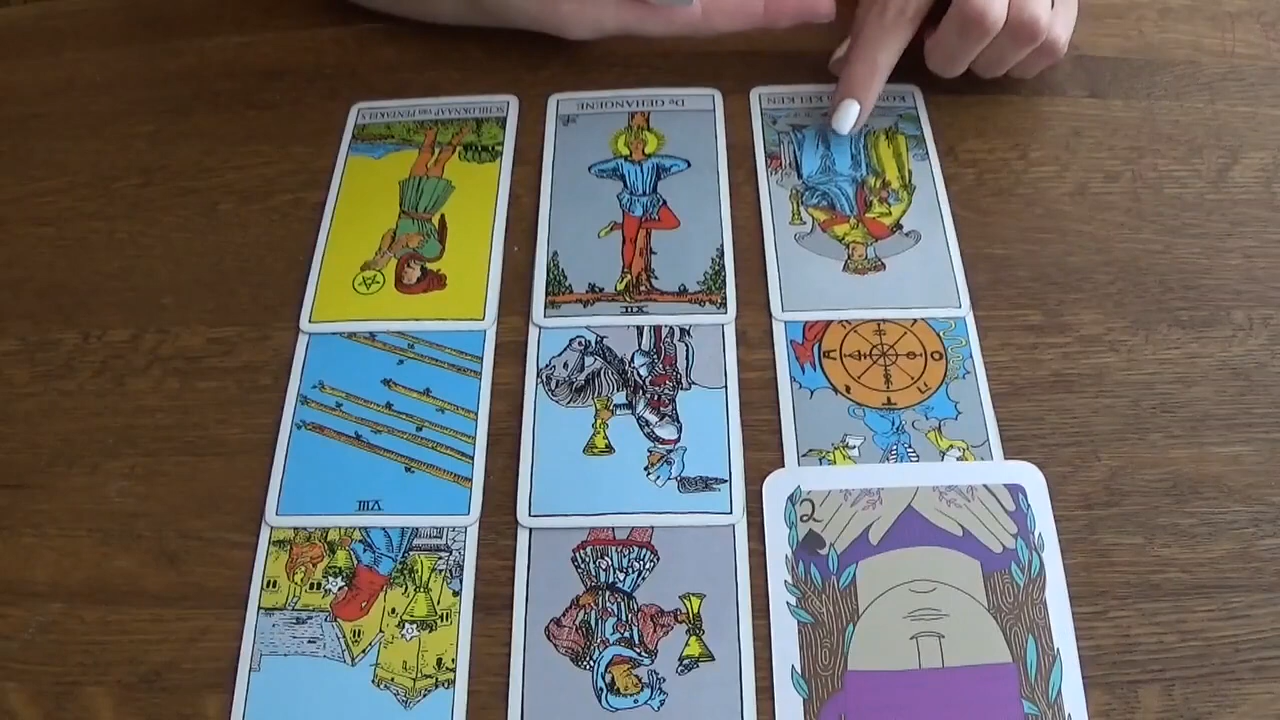 SCHILDKNAAP van PENTAKELS
De GEHANGENE
KELKEN
XII
VIII
2